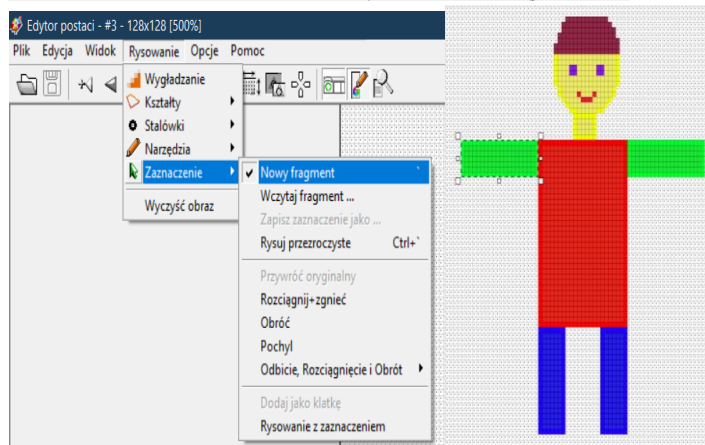 Edytor postaci - #3 - 128x128 [500%]
Plik Edycja Widok Rysowanie Opcje Pomoc
Wygładzanie
Kształty
Stalówki
Narzędzia
Zaznaczenie
Wyczyść obraz
Nowy fragment `
Wczytaj fragment ...
Zapisz zaznaczenie jako ...
Rysuj przezroczyste Ctrl+`
Przywróć oryginalny
Rozciągnij+zgnieć
Obróć
Pochyl
Odbicie, Rozciągnięcie i Obrót
Dodaj jako klatkę
Rysowanie z zaznaczeniem